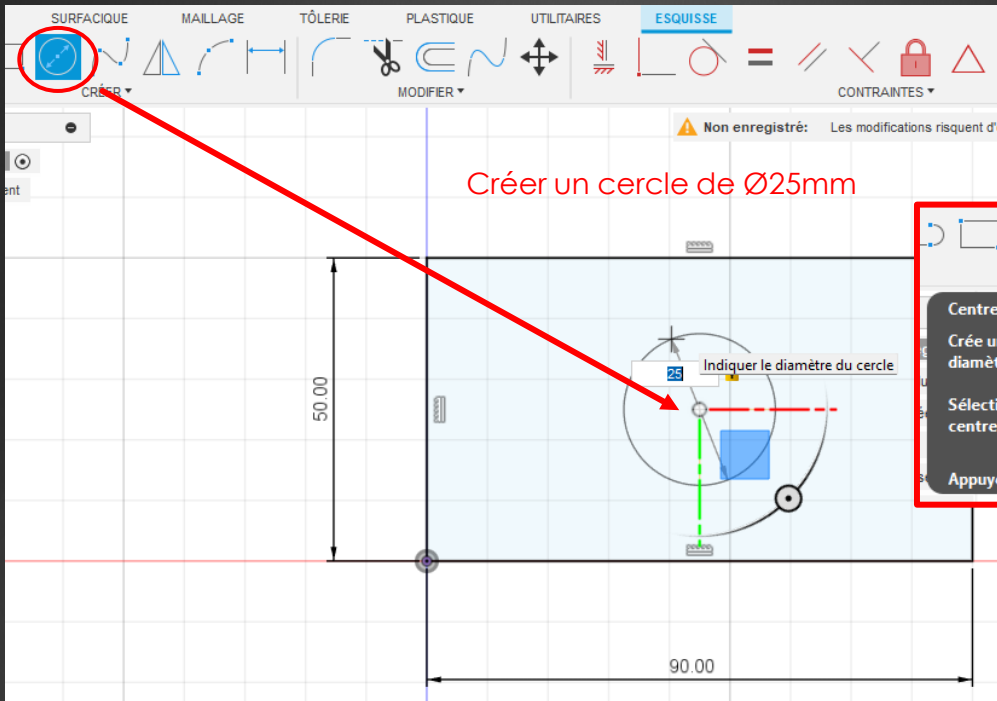 SURFACIQUE MAILLAGE TÔLERIE PLASTIQUE UTILITAIRES ESQUISSE
CRÉER MODIFIER CONTRAINTES
Non enregistré: Les modifications risquent d'
ent
Créer un cercle de Ø25mm
Centre
Crée u
diamèt
Indiquer le diamètre du cercle
25
50.00
Sélecti
centre
Appuye
90.00